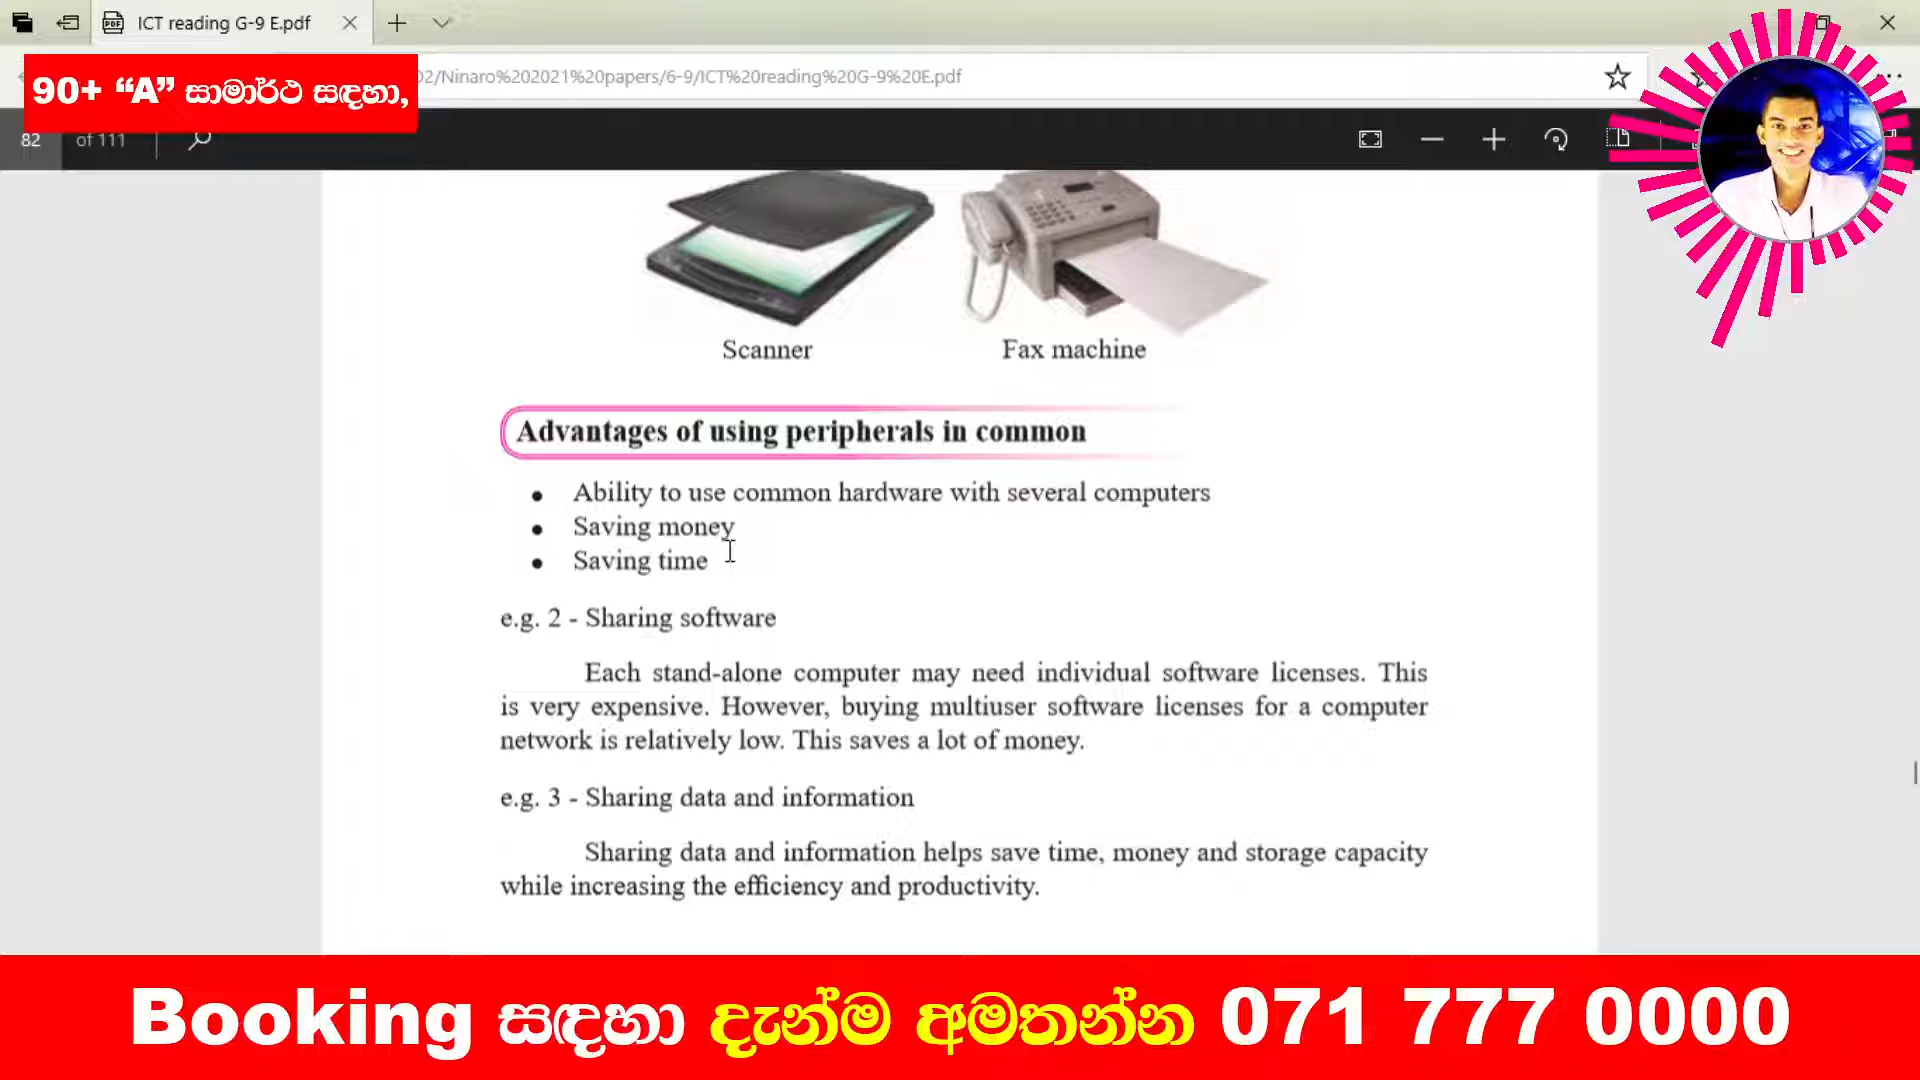 ICT reading G-9 E.pdf
90+ “A” සාමාර්ථ සඳහා,
02/Ninaro%202021%20papers/6-9/ICT%20reading%20G-9%20E.pdf
82 of 111
Scanner Fax machine
Advantages of using peripherals in common
• Ability to use common hardware with several computers
• Saving money
• Saving time
e.g. 2 - Sharing software
Each stand-alone computer may need individual software licenses. This
is very expensive. However, buying multiuser software licenses for a computer
network is relatively low. This saves a lot of money.
e.g. 3 - Sharing data and information
Sharing data and information helps save time, money and storage capacity
while increasing the efficiency and productivity.
Booking සඳහා දැන්ම අමතන්න 071 777 0000